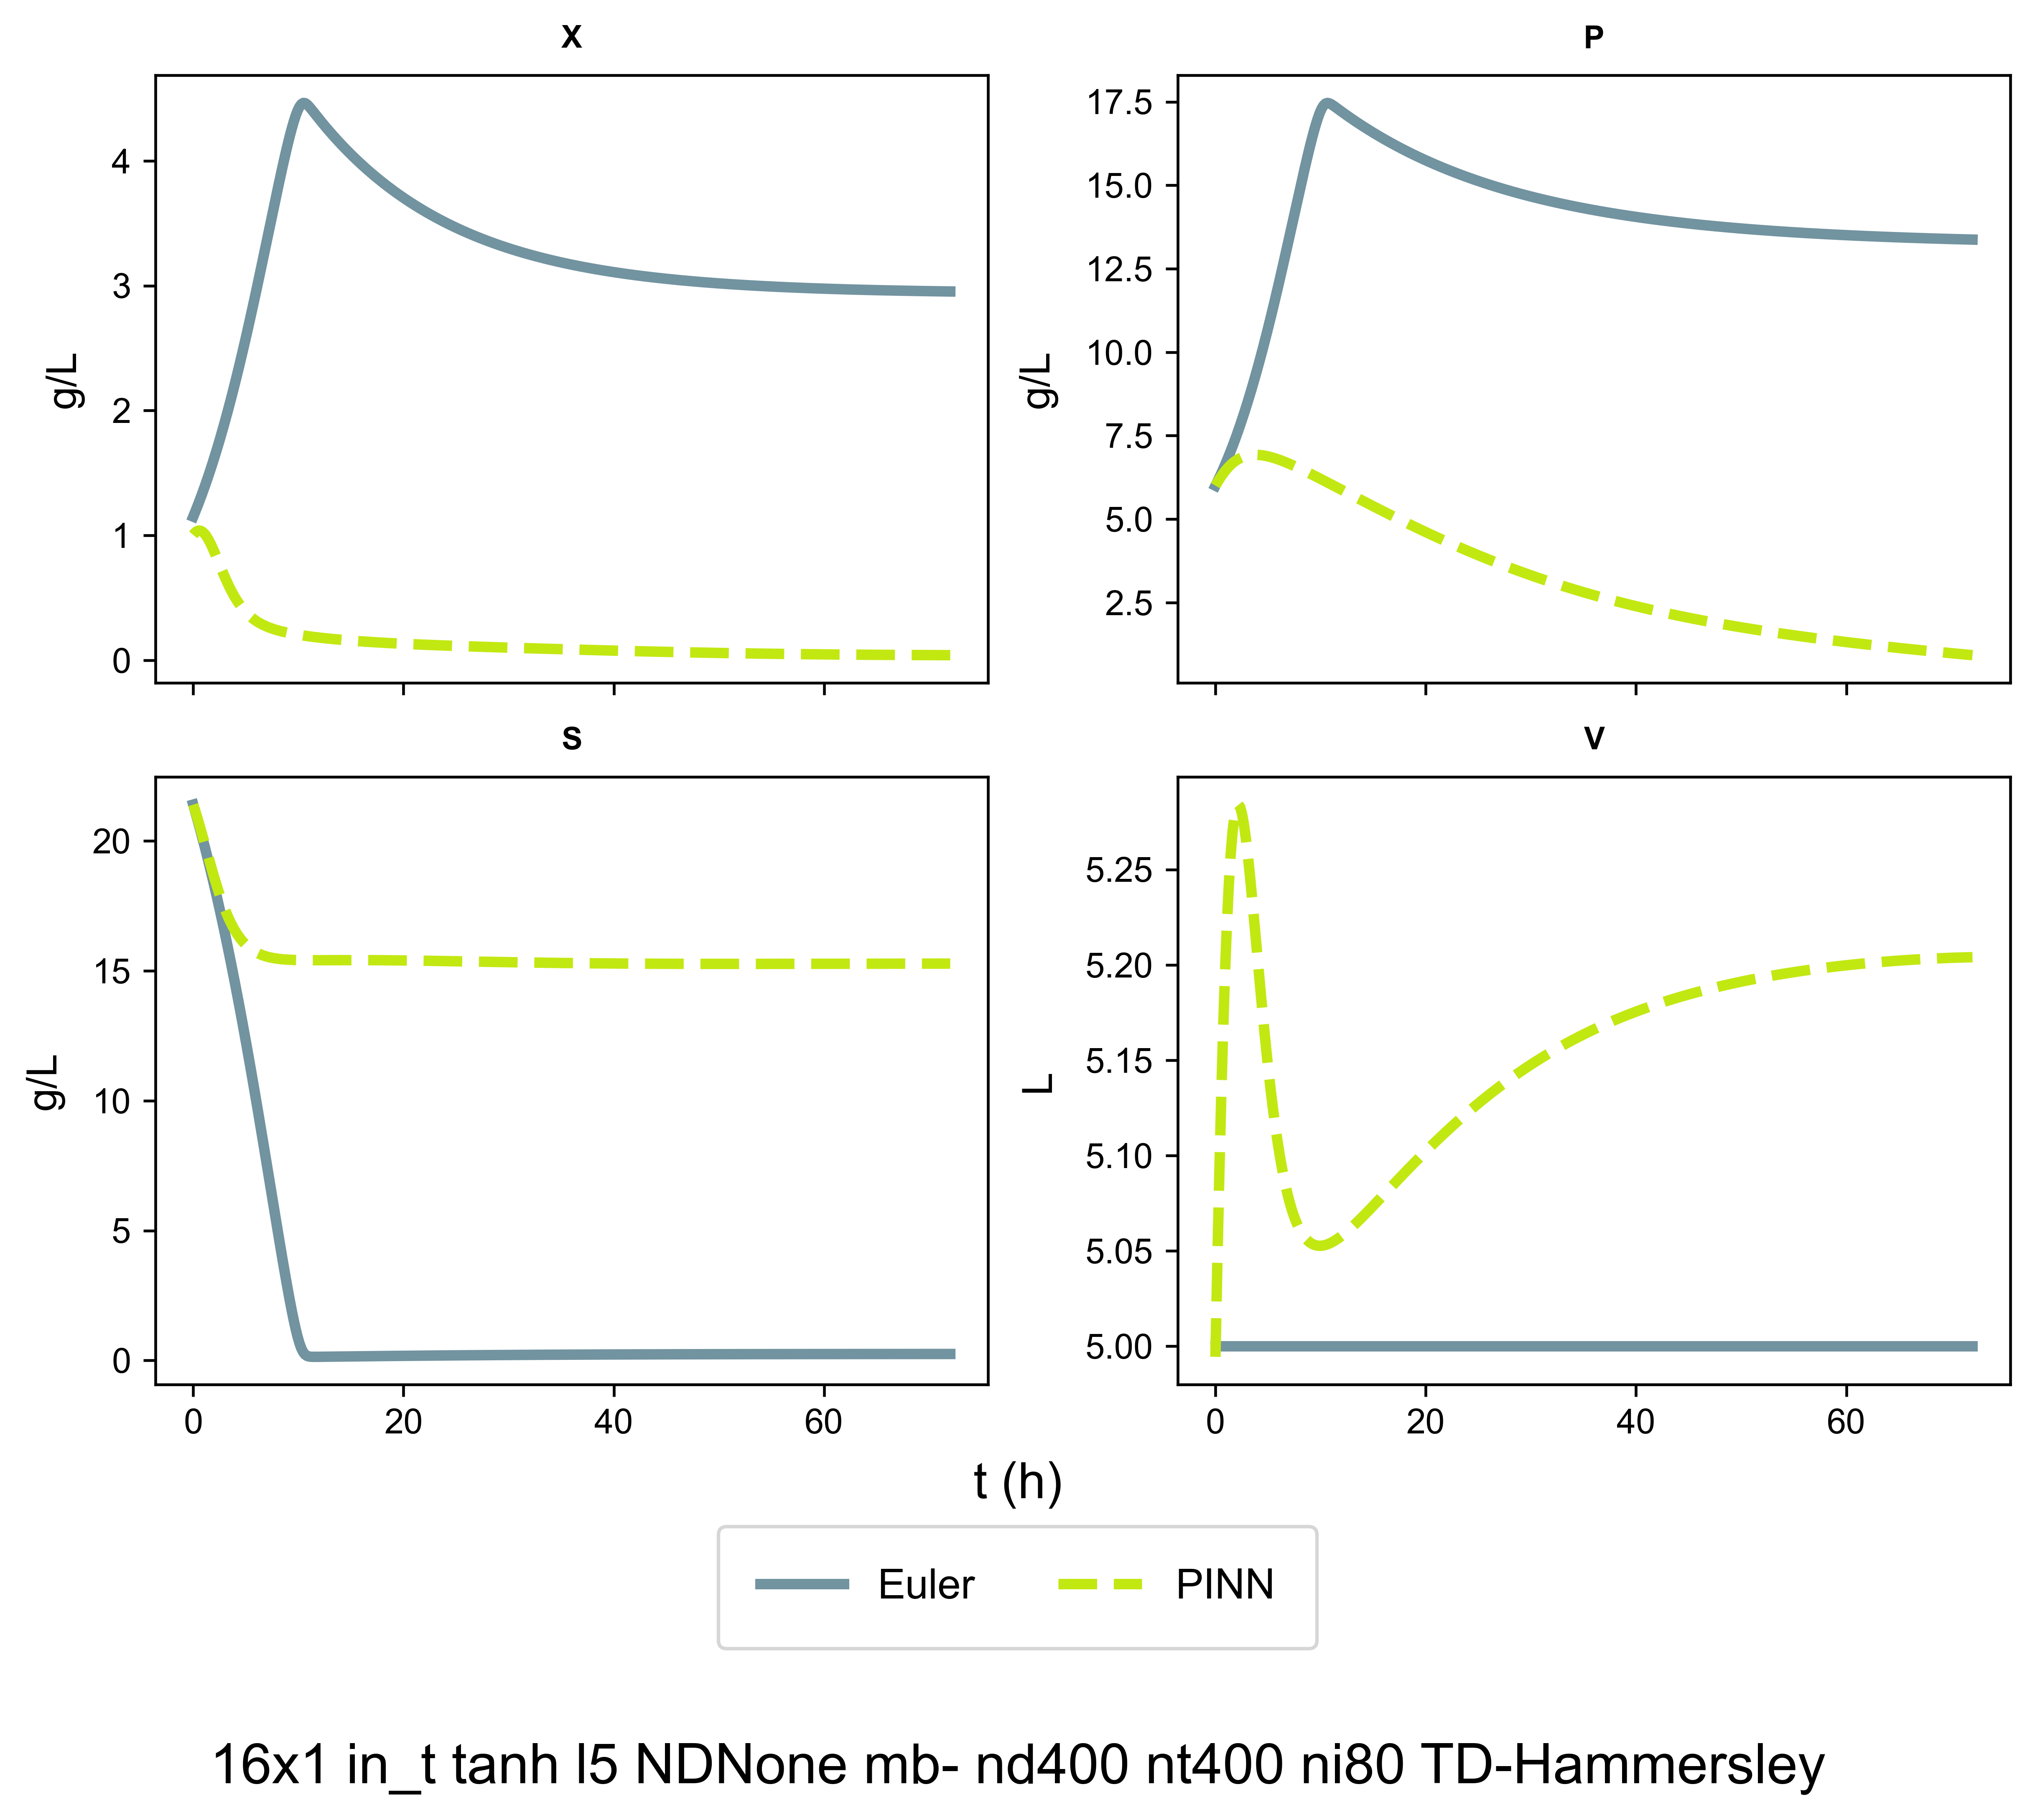 X
4
3
2
1
0
g/L
P
17.5
15.0
12.5
10.0
7.5
5.0
2.5
g/L
S
20
15
10
5
0
g/L
0 20 40 60
V
5.25
5.20
5.15
5.10
5.05
5.00
L
0 20 40 60
t (h)
Euler PINN
16x1 in_t tanh l5 NDNone mb- nd400 nt400 ni80 TD-Hammersley